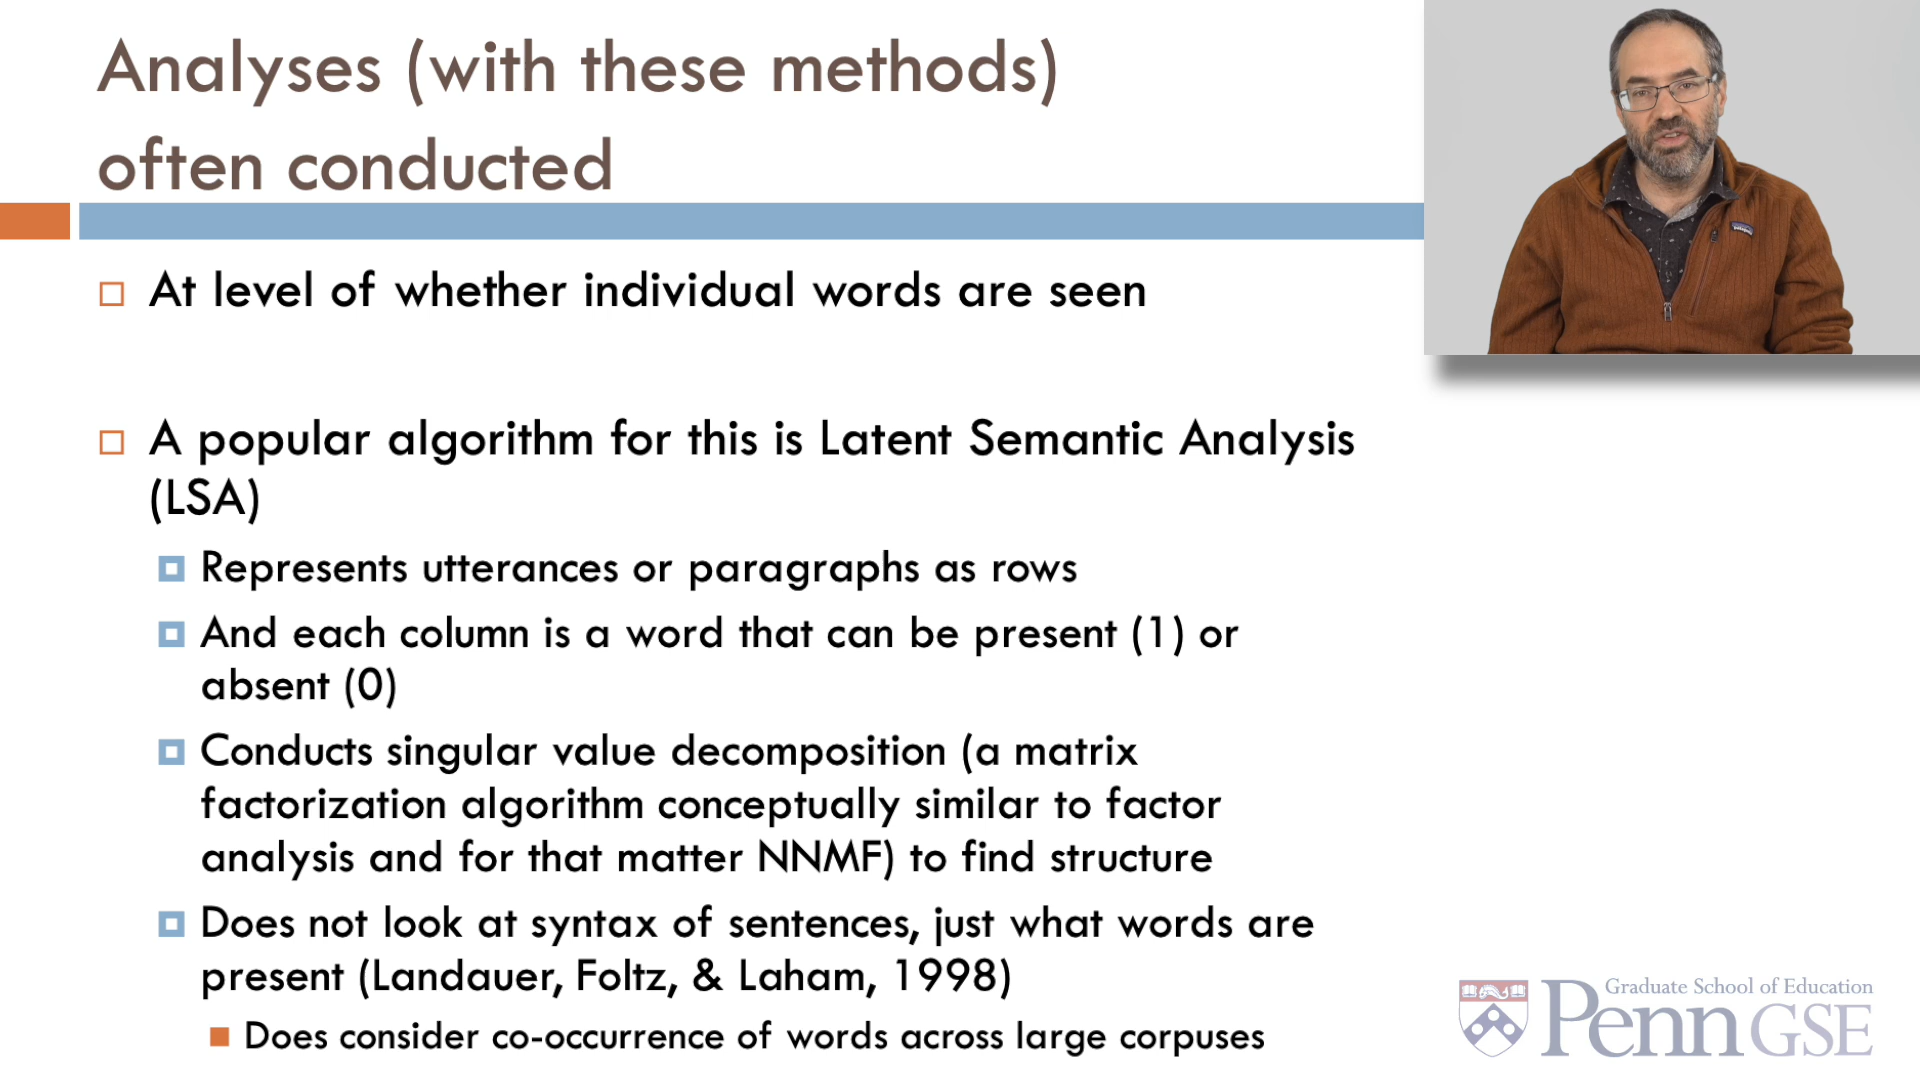 Analyses (with these methods)
often conducted
At level of whether individual words are seen
A popular algorithm for this is Latent Semantic Analysis
(LSA)
Represents utterances or paragraphs as rows
And each column is a word that can be present (1) or
absent (0)
Conducts singular value decomposition (a matrix
factorization algorithm conceptually similar to factor
analysis and for that matter NNMF) to find structure
Does not look at syntax of sentences, just what words are
present (Landauer, Foltz, & Laham, 1998)
Does consider co-occurrence of words across large corpuses
Graduate School of Education
Penn GSE